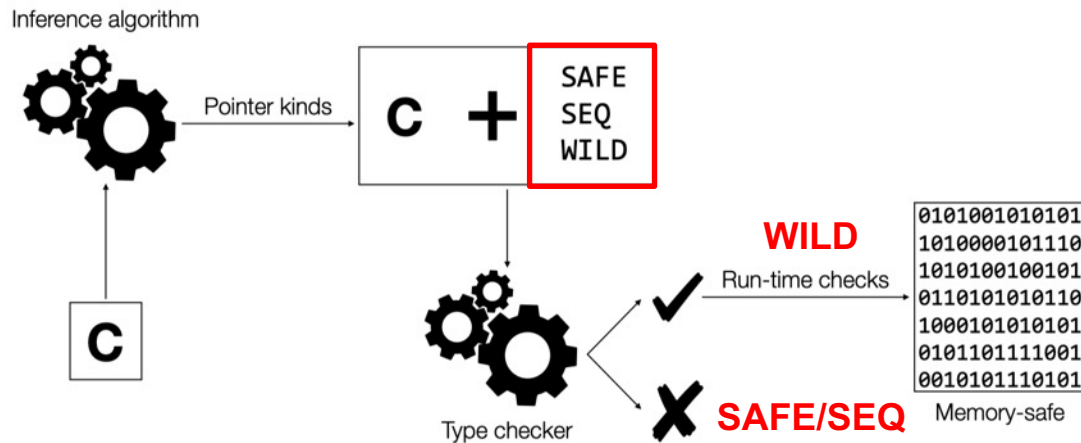 Inference algorithm
Pointer kinds
C + SAFE
SEQ
WILD
C
WILD
Run-time checks
SAFE/SEQ
Type checker
0101001010101
1010000101110
1010100100101
0110101010110
1000101010101
0101101111001
0010101110101
Memory-safe